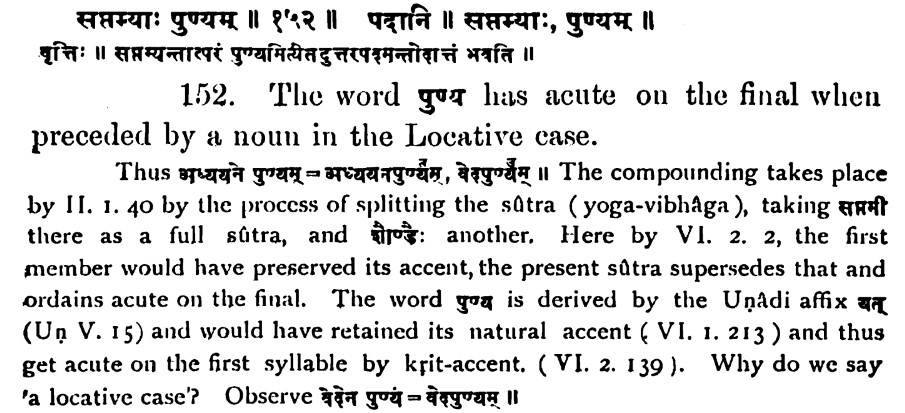 सप्तम्याः पुण्यम् ॥ १५२ ॥ पदानि ॥ सप्तम्याः, पुण्यम् ॥
वृत्तिः ॥ सप्तम्यन्तात्परं पुण्यमित्येतदुत्तरपदमन्तोदात्तं भवति ॥
152. The word पुण्य has acute on the final when
preceded by a noun in the Locative case.
Thus अध्ययने पुण्यम् = अध्ययनपुण्य॑म्, वेदपुण्य॑म् ॥ The compounding takes place
by II. 1. 40 by the process of splitting the sûtra ( yoga-vibhâga ), taking सप्तमी
there as a full sûtra, and शौण्डैः another. Here by VI. 2. 2, the first
member would have preserved its accent, the present sûtra supersedes that and
ordains acute on the final. The word पुण्य is derived by the Uṇâdi affix यत्
(Uṇ V. 15) and would have retained its natural accent ( VI. 1. 213 ) and thus
get acute on the first syllable by kṛit-accent. ( VI. 2. 139 ). Why do we say
'a locative case'? Observe वेदेन पुण्यं = वेदपुण्यम् ॥